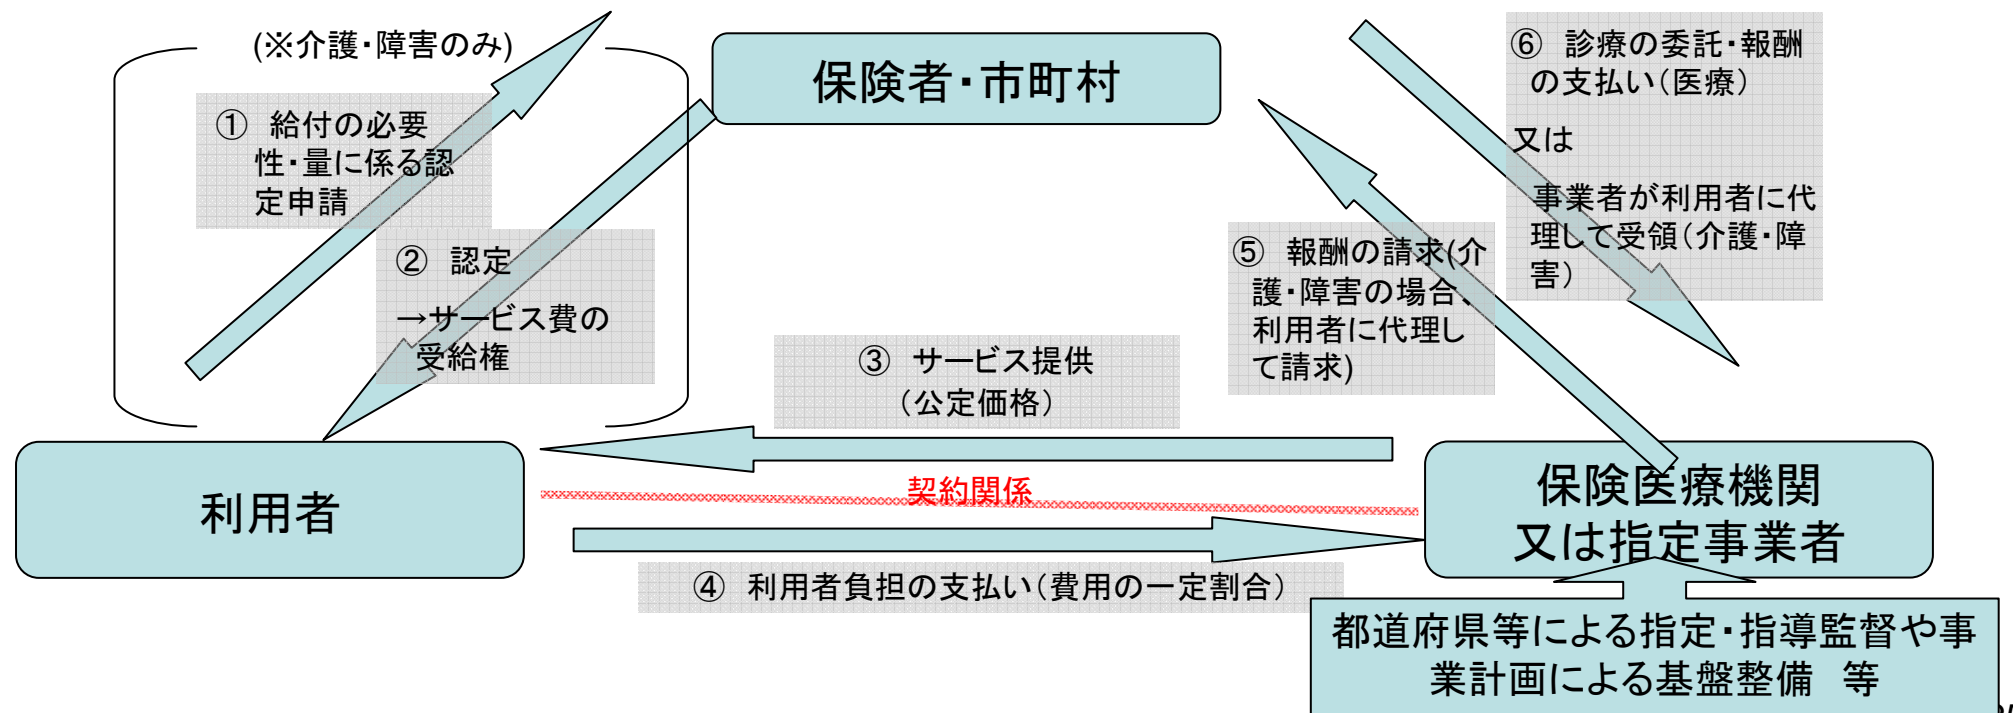 (※介護・障害のみ)
保険者・市町村
① 給付の必要
性・量に係る認
定申請
② 認定
→サービス費の
受給権
⑥ 診療の委託・報酬
の支払い(医療)
又は
事業者が利用者に代
理して受領(介護・障
害)
⑤ 報酬の請求(介
護・障害の場合、
利用者に代理し
て請求)
③ サービス提供
(公定価格)
契約関係
利用者
保険医療機関
又は指定事業者
④ 利用者負担の支払い(費用の一定割合)
都道府県等による指定・指導監督や事
業計画による基盤整備 等